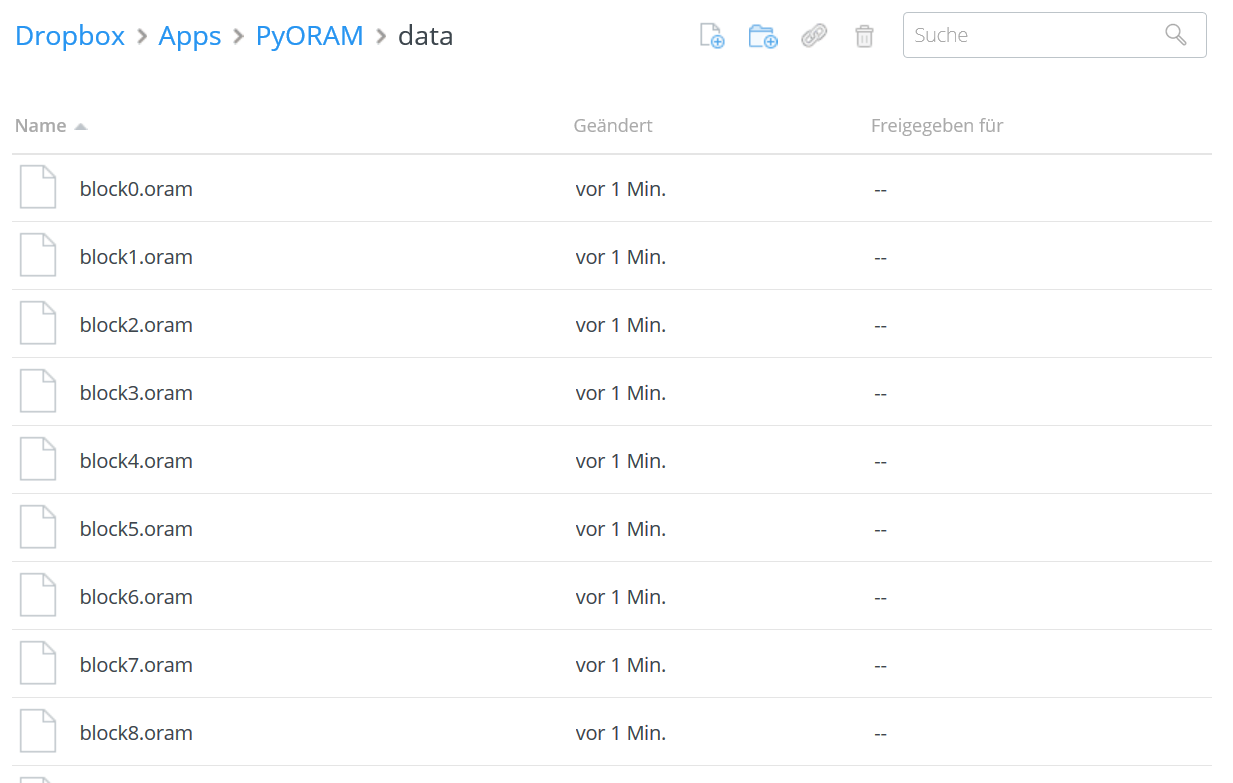 Dropbox > Apps > PyORAM > data
Suche
Name Geändert Freigegeben für
block0.oram vor 1 Min. --
block1.oram vor 1 Min. --
block2.oram vor 1 Min. --
block3.oram vor 1 Min. --
block4.oram vor 1 Min. --
block5.oram vor 1 Min. --
block6.oram vor 1 Min. --
block7.oram vor 1 Min. --
block8.oram vor 1 Min. --